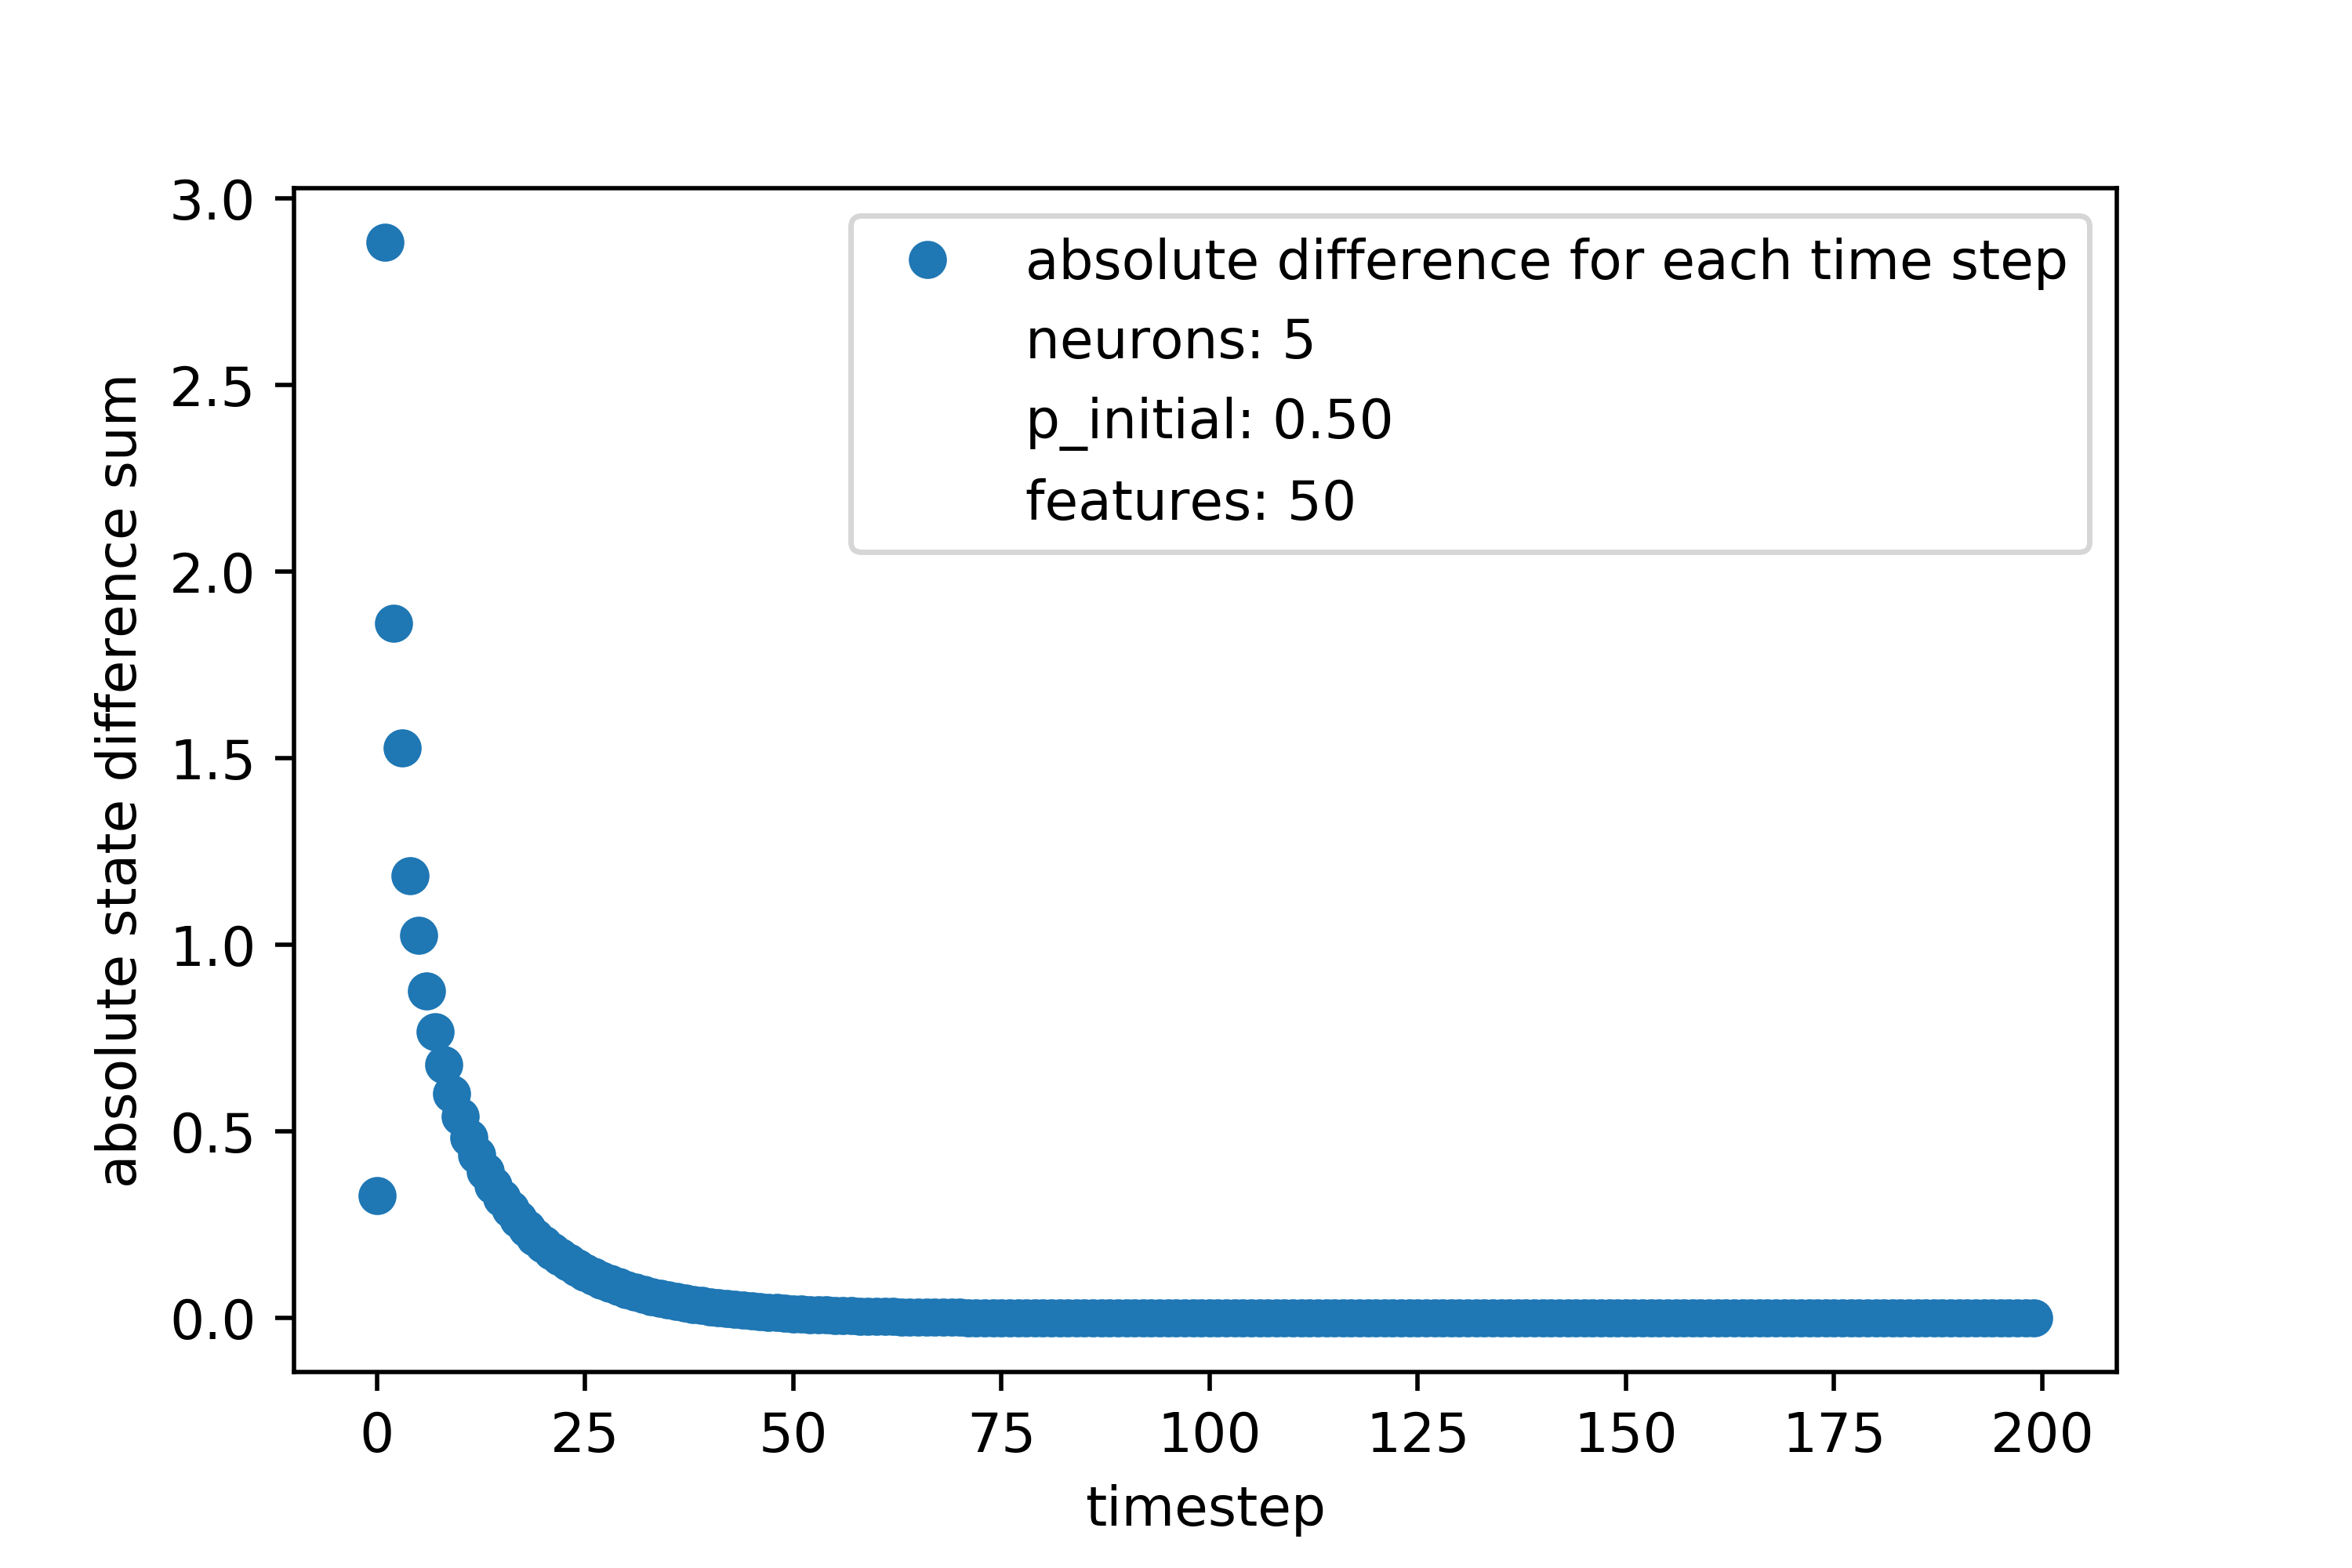 3.0
2.5
2.0
1.5
1.0
0.5
0.0
absolute state difference sum
absolute difference for each time step
neurons: 5
p_initial: 0.50
features: 50
0 25 50 75 100 125 150 175 200
timestep